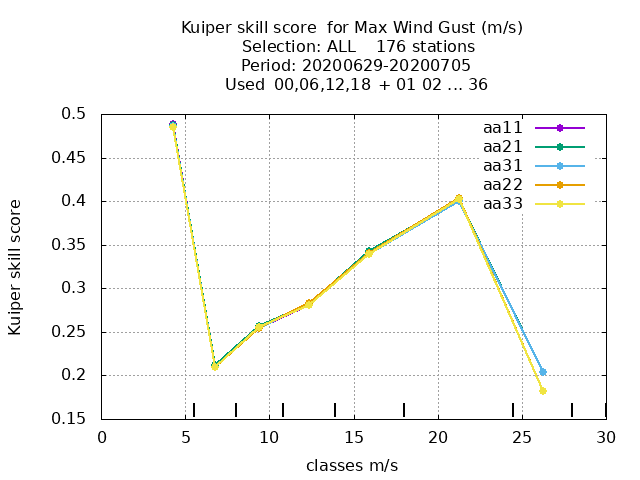 Kuiper skill score  for Max Wind Gust (m/s)
Selection: ALL    176 stations
Period: 20200629-20200705
Used  00,06,12,18 + 01 02 ... 36
0.5
0.45
0.4
0.35
0.3
0.25
0.2
0.15
Kuiper skill score
aa11
aa21
aa31
aa22
aa33
0 5 10 15 20 25 30
classes m/s